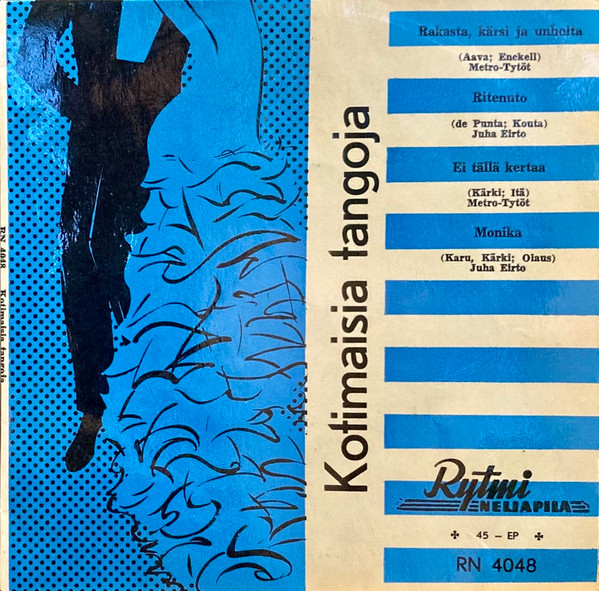 RN 4048 Kotimaisia tangoja
Kotimaisia tangoja
Rakasta, kärsi ja unhoita
(Aava; Enckell)
Metro-Tytöt
Ritenuto
(de Punta; Kouta)
Juha Eirto
Ei tällä kertaa
(Kärki; Itä)
Metro-Tytöt
Monika
(Karu, Kärki; Olaus)
Juha Eirto
Rytmi
NELIAPILA
45 - EP
RN 4048